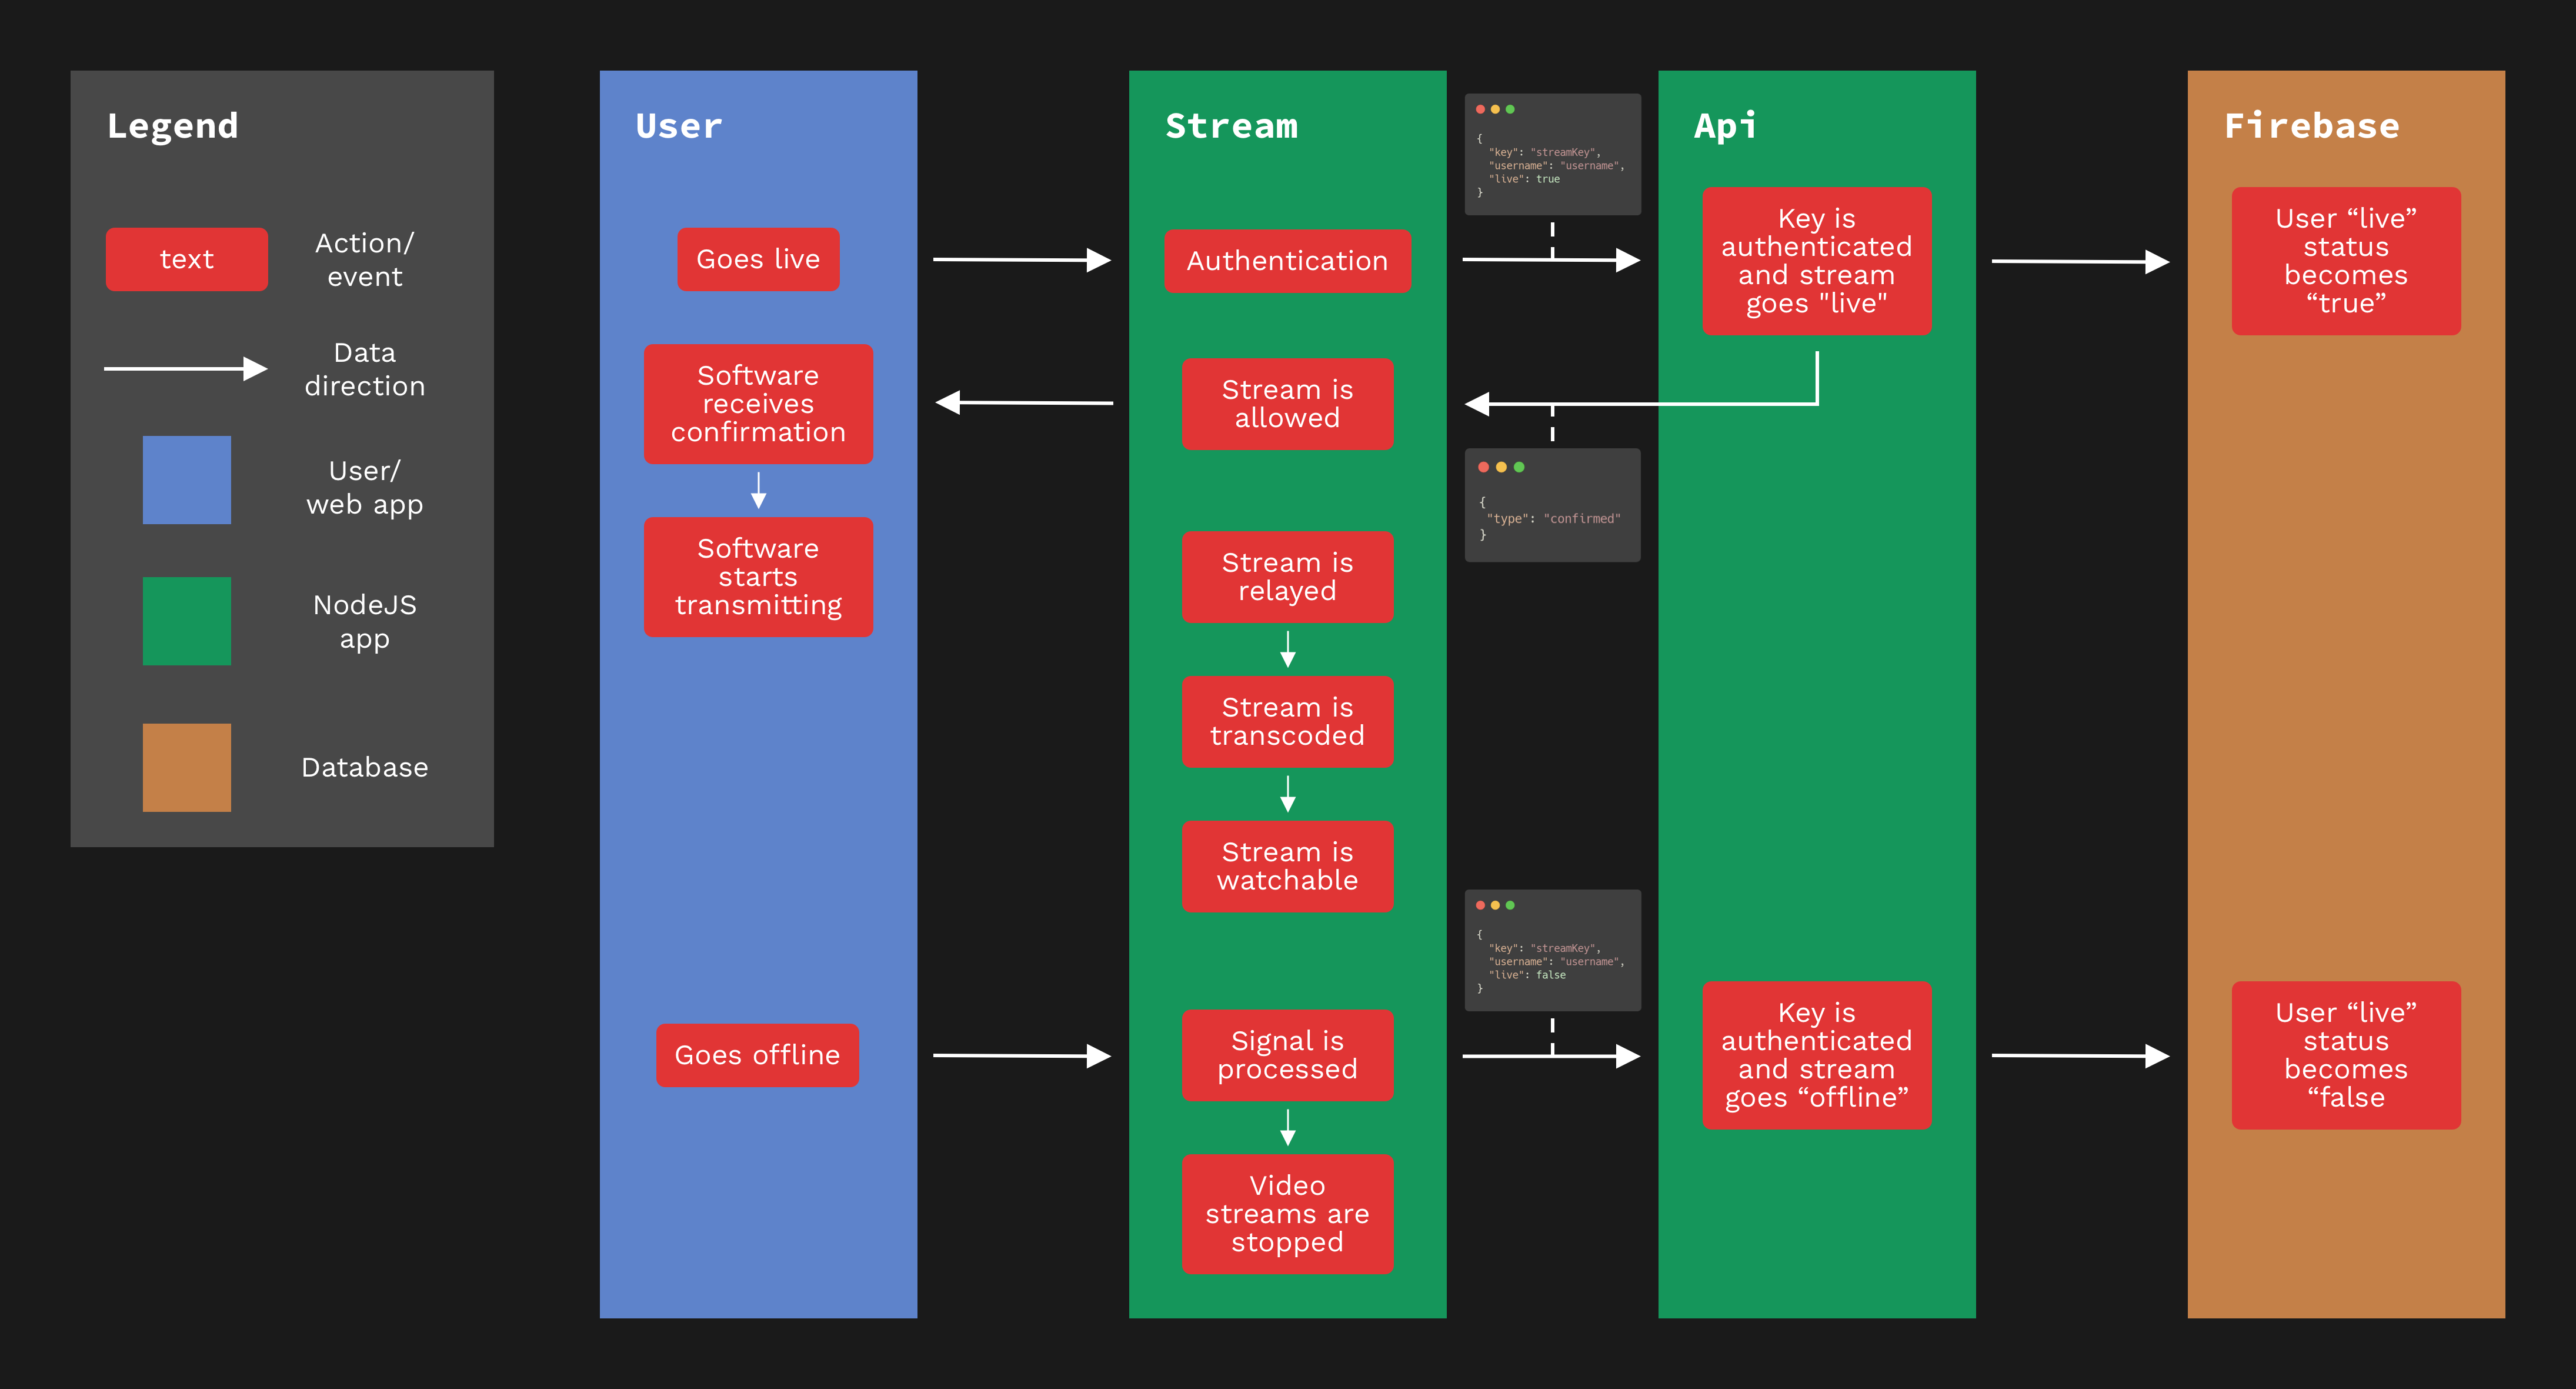 Legend
text
Action/
event
Data
direction
User/
web app
NodeJS
app
Database
User
Goes live
Software
receives
confirmation
Software
starts
transmitting
Goes offline
Stream
Authentication
Stream is
allowed
Stream is
relayed
Stream is
transcoded
Stream is
watchable
Signal is
processed
Video
streams are
stopped
{
"key": "streamKey",
"username": "username",
"live": true
}
{
"type": "confirmed"
}
{
"key": "streamKey",
"username": "username",
"live": false
}
Api
Key is
authenticated
and stream
goes "live"
Key is
authenticated
and stream
goes “offline”
Firebase
User “live”
status
becomes
“true”
User “live”
status
becomes
“false